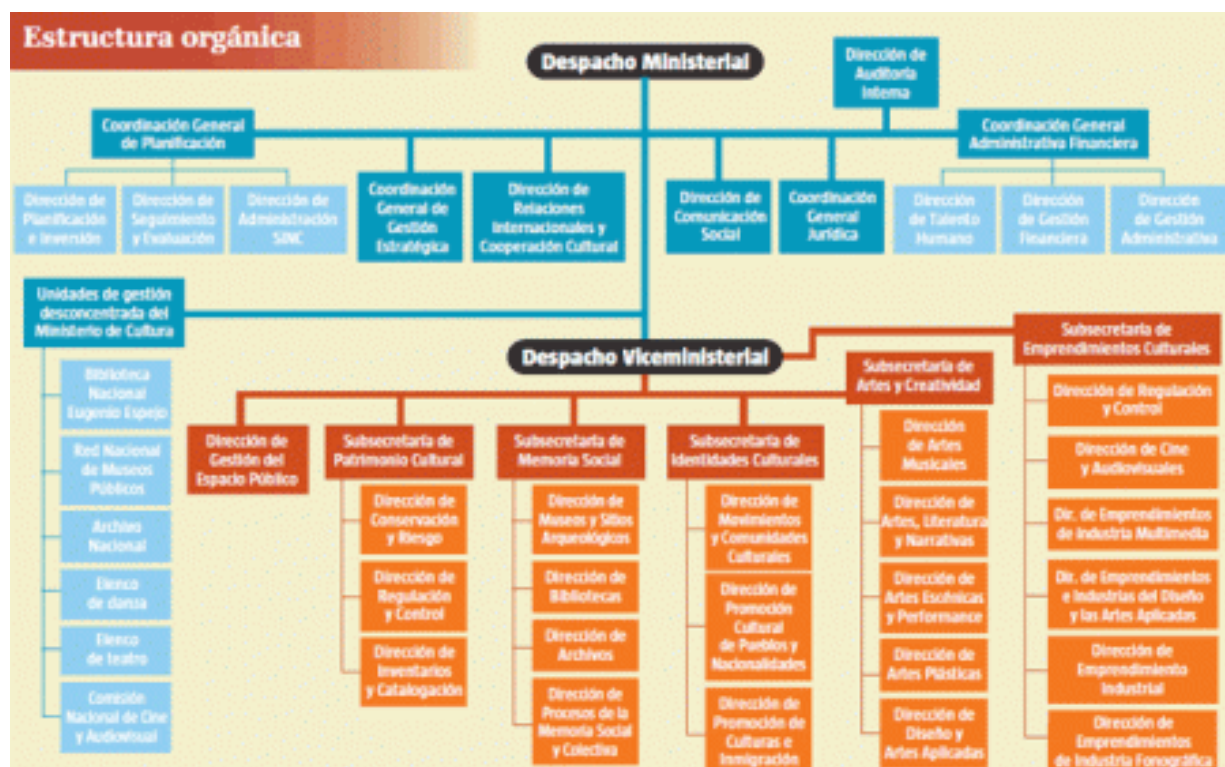 Estructura orgánica
Despacho Ministerial
Dirección de
Auditoría
Interna
Coordinación General
de Planificación
Coordinación General
Administrativa Financiera
Dirección de
Planificación
e Inversión
Dirección de
Seguimiento
y Evaluación
Dirección de
Administración
SINC
Coordinación
General de
Gestión
Estratégica
Dirección de
Relaciones
Internacionales y
Cooperación Cultural
Dirección de
Comunicación
Social
Coordinación
General
Jurídica
Dirección
de Talento
Humano
Dirección
de Gestión
Financiera
Dirección
de Gestión
Administrativa
Unidades de gestión
desconcentrada del
Ministerio de Cultura
Biblioteca
Nacional
Eugenio Espejo
Red Nacional
de Museos
Públicos
Archivo
Nacional
Elenco
de danza
Elenco
de teatro
Comisión
Nacional de Cine
y Audiovisual
Despacho Viceministerial
Dirección de
Gestión del
Espacio Público
Subsecretaría de
Patrimonio Cultural
Dirección de
Conservación
y Riesgo
Dirección de
Regulación
y Control
Dirección de
Inventarios
y Catalogación
Subsecretaría de
Memoria Social
Dirección de
Museos y Sitios
Arqueológicos
Dirección de
Bibliotecas
Dirección de
Archivos
Dirección de
Procesos de la
Memoria Social
y Colectiva
Subsecretaría de
Identidades Culturales
Dirección de
Movimientos
y Comunidades
Culturales
Dirección de
Promoción
Cultural
de Pueblos y
Nacionalidades
Dirección de
Promoción de
Culturas e
Inmigración
Subsecretaría de
Artes y Creatividad
Dirección
de Artes
Musicales
Dirección de
Artes, Literatura
y Narrativas
Dirección de
Artes Escénicas
y Performance
Dirección de
Artes Plásticas
Dirección de
Diseño y
Artes Aplicadas
Subsecretaría de
Emprendimientos Culturales
Dirección de Regulación
y Control
Dirección de Cine
y Audiovisuales
Dir. de Emprendimientos
de Industria Multimedia
Dir. de Emprendimientos
e Industrias del Diseño
y las Artes Aplicadas
Dirección de
Emprendimiento
Industrial
Dirección de
Emprendimientos
de Industria Fonográfica